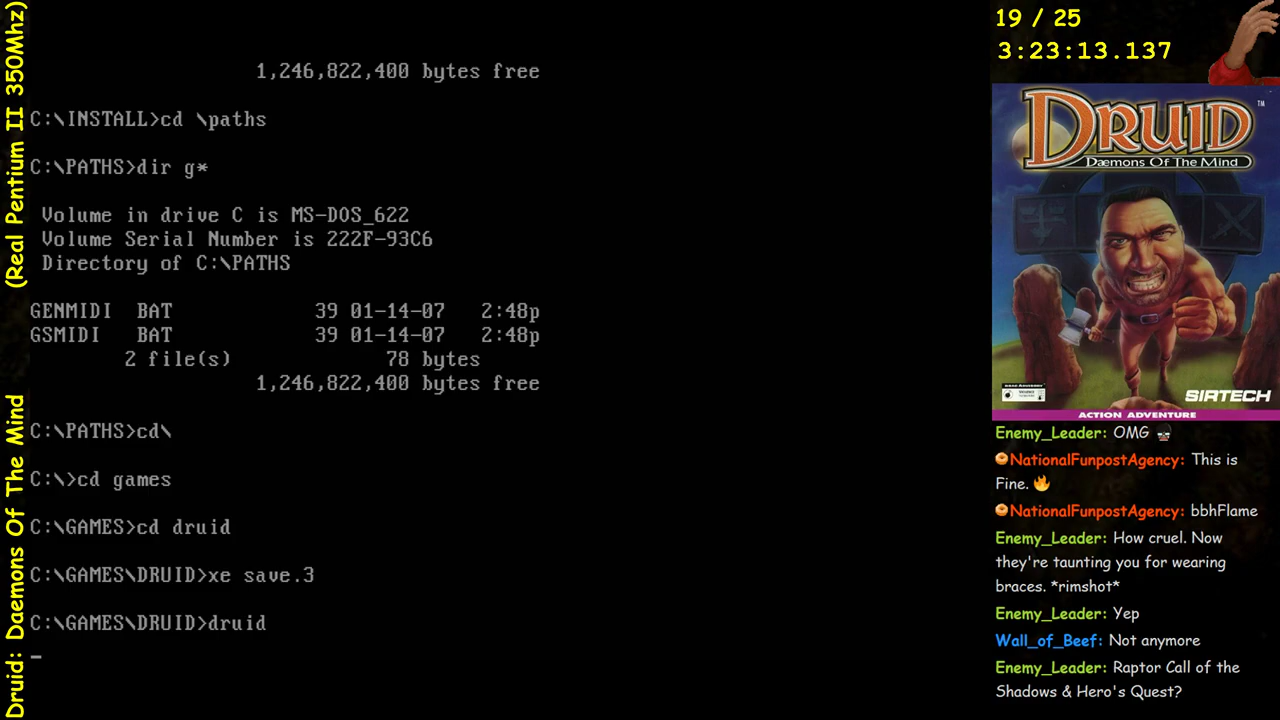 1,246,822,400 bytes free
C:\INSTALL>cd \paths
C:\PATHS>dir g*
Volume in drive C is MS-DOS_622
Volume Serial Number is 222F-93C6
Directory of C:\PATHS
GENMIDI BAT 39 01-14-07 2:48p
GSMIDI BAT 39 01-14-07 2:48p
2 file(s) 78 bytes
1,246,822,400 bytes free
C:\PATHS>cd\
C:\>cd games
C:\GAMES>cd druid
C:\GAMES\DRUID>xe save.3
C:\GAMES\DRUID>druid
_
Druid: Daemons Of The Mind (Real Pentium II 350Mhz)
19 / 25
3:23:13.137
DRUID™
Dæmons Of The Mind
SIRTECH
ACTION ADVENTURE
Enemy_Leader: OMG
NationalFunpostAgency: This is
Fine. 🔥
NationalFunpostAgency: bbhFlame
Enemy_Leader: How cruel. Now
they're taunting you for wearing
braces. *rimshot*
Enemy_Leader: Yep
Wall_of_Beef: Not anymore
Enemy_Leader: Raptor Call of the
Shadows & Hero's Quest?